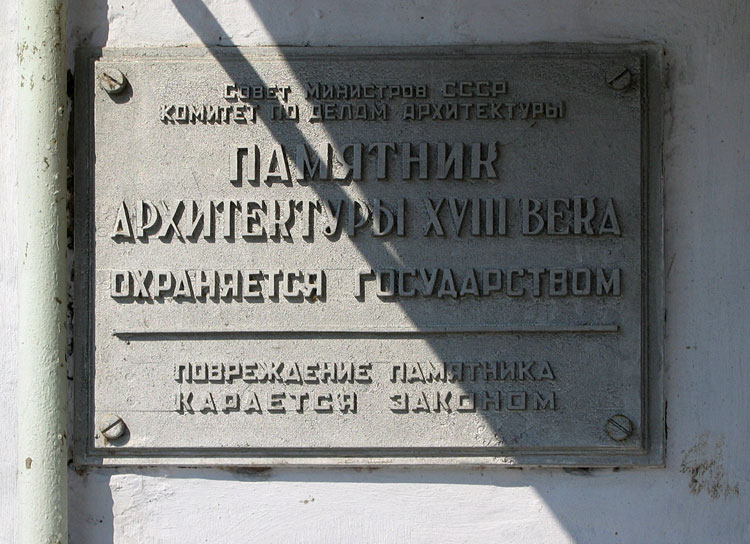 СОВЕТ МИНИСТРОВ СССР
КОМИТЕТ ПО ДЕЛАМ АРХИТЕКТУРЫ
ПАМЯТНИК
АРХИТЕКТУРЫ XVIII ВЕКА
ОХРАНЯЕТСЯ ГОСУДАРСТВОМ
ПОВРЕЖДЕНИЕ ПАМЯТНИКА
КАРАЕТСЯ ЗАКОНОМ